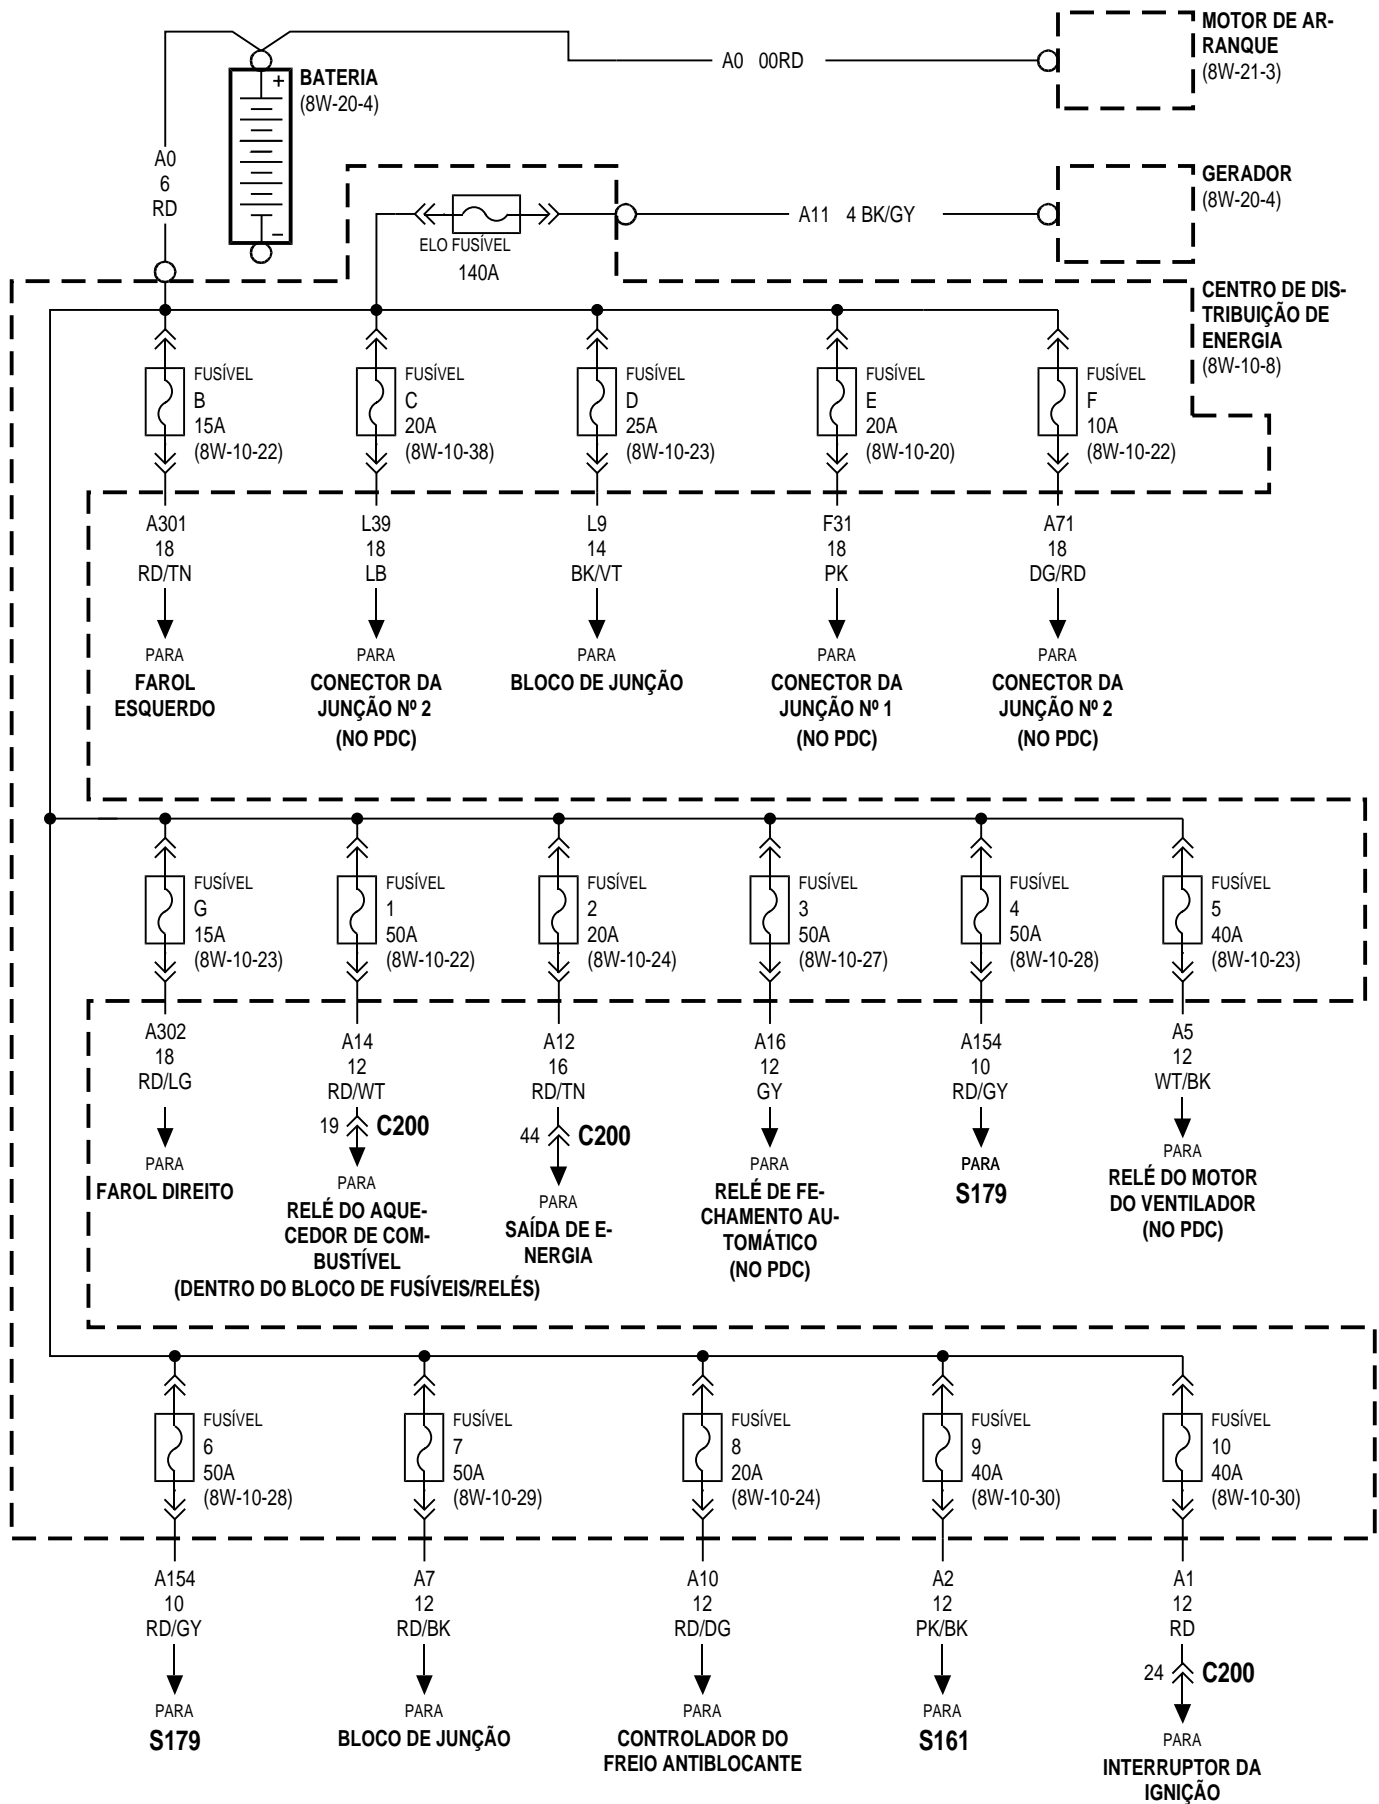 MOTOR DE AR-
RANQUE
(8W-21-3)
A0 00RD
BATERIA
(8W-20-4)
+
−
A0
6
RD
GERADOR
(8W-20-4)
A11 4 BK/GY
ELO FUSÍVEL
140A
CENTRO DE DIS-
TRIBUIÇÃO DE
ENERGIA
(8W-10-8)
FUSÍVEL
B
15A
(8W-10-22)
FUSÍVEL
C
20A
(8W-10-38)
FUSÍVEL
D
25A
(8W-10-23)
FUSÍVEL
E
20A
(8W-10-20)
FUSÍVEL
F
10A
(8W-10-22)
A301
18
RD/TN
PARA
FAROL
ESQUERDO
L39
18
LB
PARA
CONECTOR DA
JUNÇÃO Nº 2
(NO PDC)
L9
14
BK/VT
PARA
BLOCO DE JUNÇÃO
F31
18
PK
PARA
CONECTOR DA
JUNÇÃO Nº 1
(NO PDC)
A71
18
DG/RD
PARA
CONECTOR DA
JUNÇÃO Nº 2
(NO PDC)
FUSÍVEL
G
15A
(8W-10-23)
FUSÍVEL
1
50A
(8W-10-22)
FUSÍVEL
2
20A
(8W-10-24)
FUSÍVEL
3
50A
(8W-10-27)
FUSÍVEL
4
50A
(8W-10-28)
FUSÍVEL
5
40A
(8W-10-23)
A302
18
RD/LG
PARA
FAROL DIREITO
A14
12
RD/WT
19 C200
PARA
RELÉ DO AQUE-
CEDOR DE COM-
BUSTÍVEL
(DENTRO DO BLOCO DE FUSÍVEIS/RELÉS)
A12
16
RD/TN
44 C200
PARA
SAÍDA DE E-
NERGIA
A16
12
GY
PARA
RELÉ DE FE-
CHAMENTO AU-
TOMÁTICO
(NO PDC)
A154
10
RD/GY
PARA
S179
A5
12
WT/BK
PARA
RELÉ DO MOTOR
DO VENTILADOR
(NO PDC)
FUSÍVEL
6
50A
(8W-10-28)
FUSÍVEL
7
50A
(8W-10-29)
FUSÍVEL
8
20A
(8W-10-24)
FUSÍVEL
9
40A
(8W-10-30)
FUSÍVEL
10
40A
(8W-10-30)
A154
10
RD/GY
PARA
S179
A7
12
RD/BK
PARA
BLOCO DE JUNÇÃO
A10
12
RD/DG
PARA
CONTROLADOR DO
FREIO ANTIBLOCANTE
A2
12
PK/BK
PARA
S161
A1
12
RD
24 C200
PARA
INTERRUPTOR DA
IGNIÇÃO